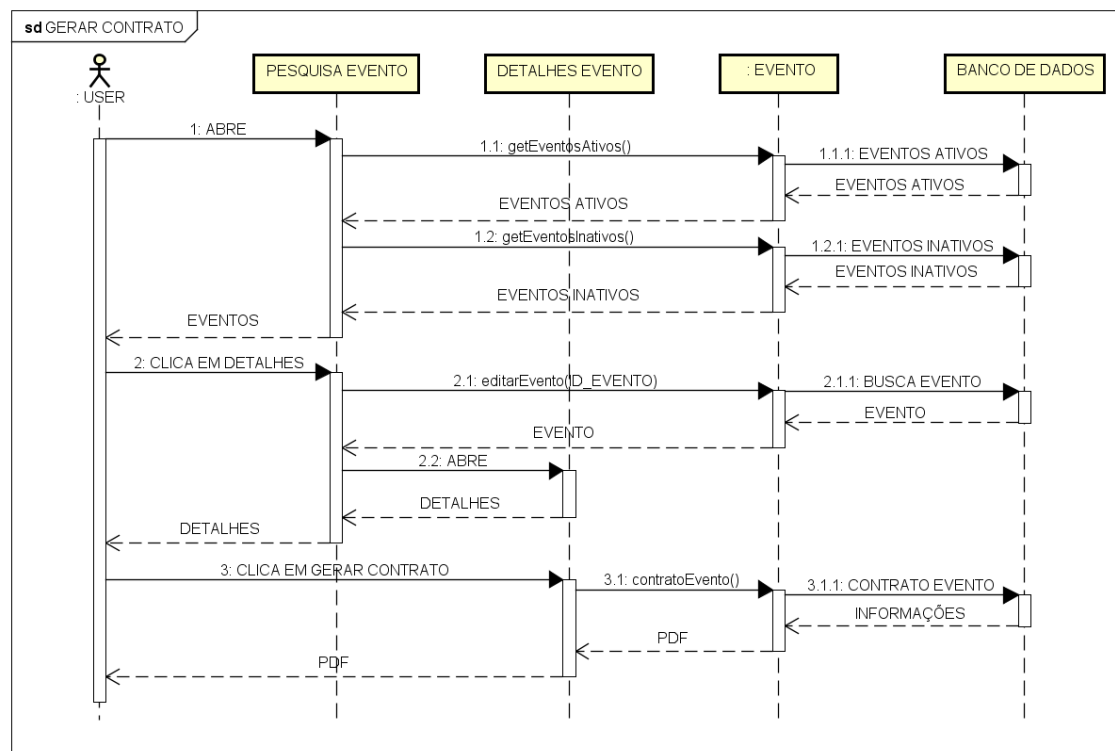 sd GERAR CONTRATO
: USER
PESQUISA EVENTO
DETALHES EVENTO
: EVENTO
BANCO DE DADOS
1: ABRE
1.1: getEventosAtivos()
1.1.1: EVENTOS ATIVOS
EVENTOS ATIVOS
EVENTOS ATIVOS
1.2: getEventosInativos()
1.2.1: EVENTOS INATIVOS
EVENTOS INATIVOS
EVENTOS INATIVOS
EVENTOS
2: CLICA EM DETALHES
2.1: editarEvento(ID_EVENTO)
2.1.1: BUSCA EVENTO
EVENTO
EVENTO
2.2: ABRE
DETALHES
DETALHES
3: CLICA EM GERAR CONTRATO
3.1: contratoEvento()
3.1.1: CONTRATO EVENTO
INFORMAÇÕES
PDF
PDF